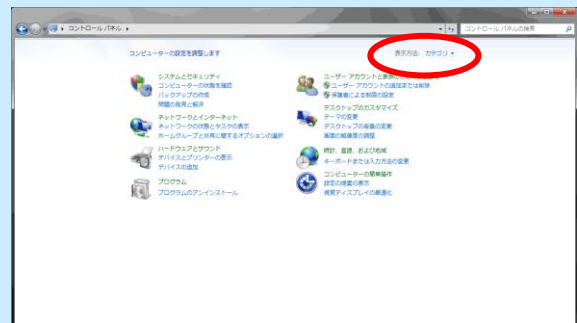 コントロール パネル
コントロール パネルの検索
コンピューターの設定を調整します
表示方法: カテゴリ
システムとセキュリティ
コンピューターの状態を確認
バックアップの作成
問題の発見と解決
ネットワークとインターネット
ネットワークの状態とタスクの表示
ホームグループと共有に関するオプションの選択
ハードウェアとサウンド
デバイスとプリンターの表示
デバイスの追加
プログラム
プログラムのアンインストール
ユーザー アカウントと家族の
ユーザー アカウントの追加または削除
保護者による制限の設定
デスクトップのカスタマイズ
テーマの変更
デスクトップの背景の変更
画面の解像度の調整
時計、言語、および地域
キーボードまたは入力方法の変更
コンピューターの簡単操作
設定の提案の表示
視覚ディスプレイの最適化